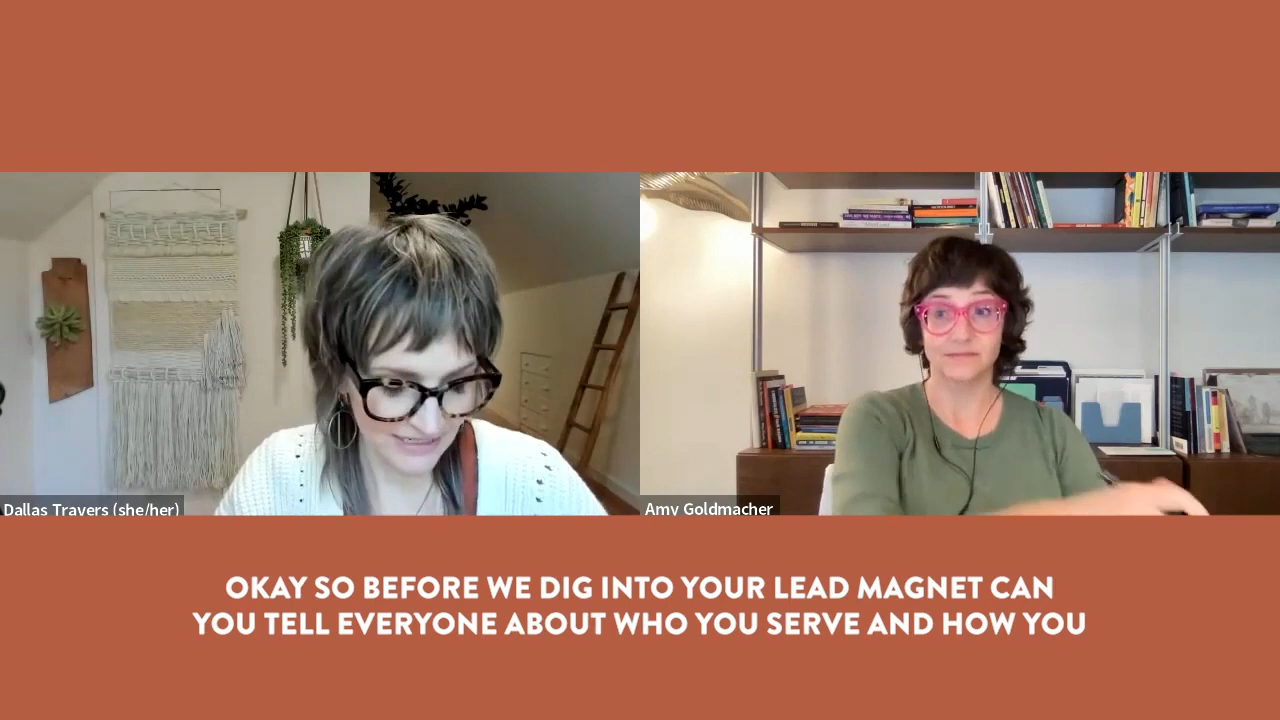 Dallas Travers (she/her)
Amy Goldmacher
OKAY SO BEFORE WE DIG INTO YOUR LEAD MAGNET CAN
YOU TELL EVERYONE ABOUT WHO YOU SERVE AND HOW YOU